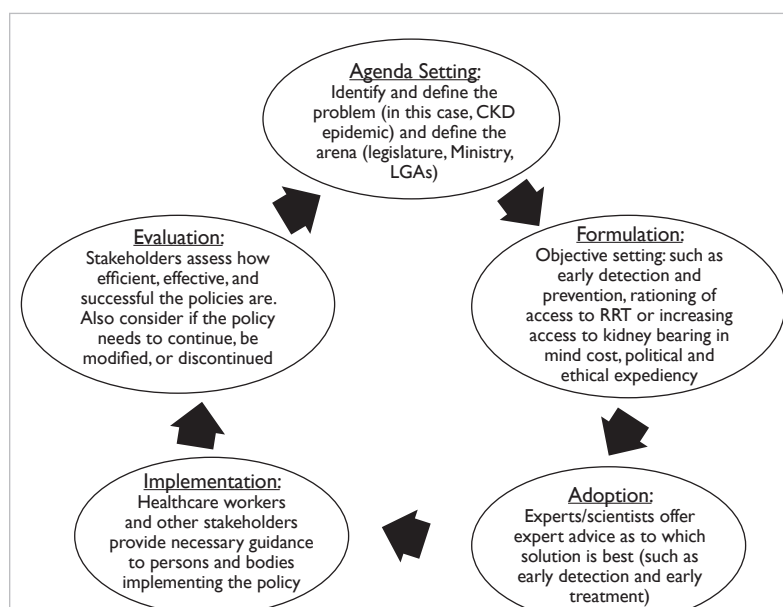 Agenda Setting:
Identify and define the
problem (in this case, CKD
epidemic) and define the
arena (legislature, Ministry,
LGAs)
Formulation:
Objective setting: such as
early detection and
prevention, rationing of
access to RRT or increasing
access to kidney bearing in
mind cost, political and
ethical expediency
Adoption:
Experts/scientists offer
expert advice as to which
solution is best (such as
early detection and early
treatment)
Implementation:
Healthcare workers
and other stakeholders
provide necessary guidance
to persons and bodies
implementing the policy
Evaluation:
Stakeholders assess how
efficient, effective, and
successful the policies are.
Also consider if the policy
needs to continue, be
modified, or discontinued